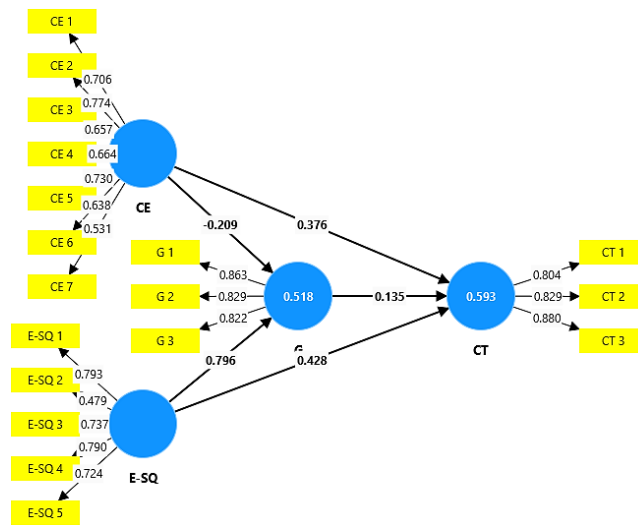 CE 1
CE 2
CE 3
CE 4
CE 5
CE 6
CE 7
0.706
0.774
0.657
0.664
0.730
0.638
0.531
CE
-0.209
0.376
G 1
G 2
G 3
0.863
0.829
0.822
0.518
G
0.135
0.593
CT
0.804
0.829
0.880
CT 1
CT 2
CT 3
0.796
0.428
E-SQ 1
E-SQ 2
E-SQ 3
E-SQ 4
E-SQ 5
0.793
0.479
0.737
0.790
0.724
E-SQ